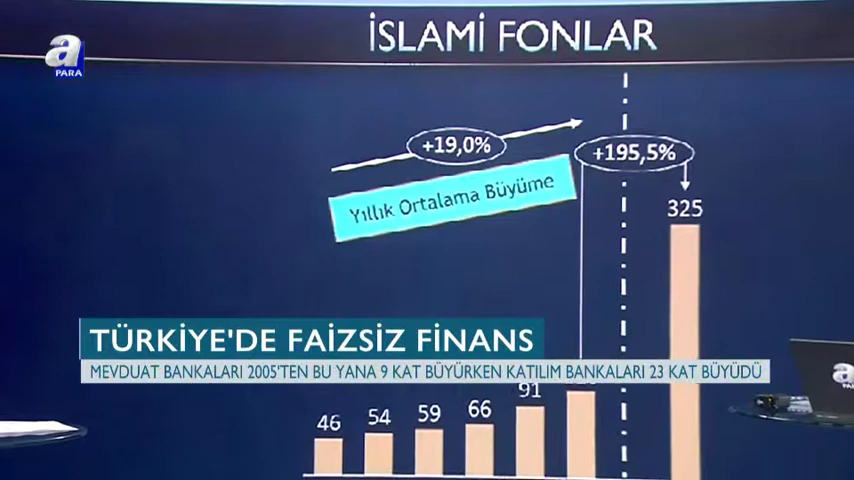 a
PARA
İSLAMİ FONLAR
+19,0%
+195,5%
Yıllık Ortalama Büyüme
325
TÜRKİYE'DE FAİZSİZ FİNANS
MEVDUAT BANKALARI 2005'TEN BU YANA 9 KAT BÜYÜRKEN KATILIM BANKALARI 23 KAT BÜYÜDÜ
46 54 59 66 91
a